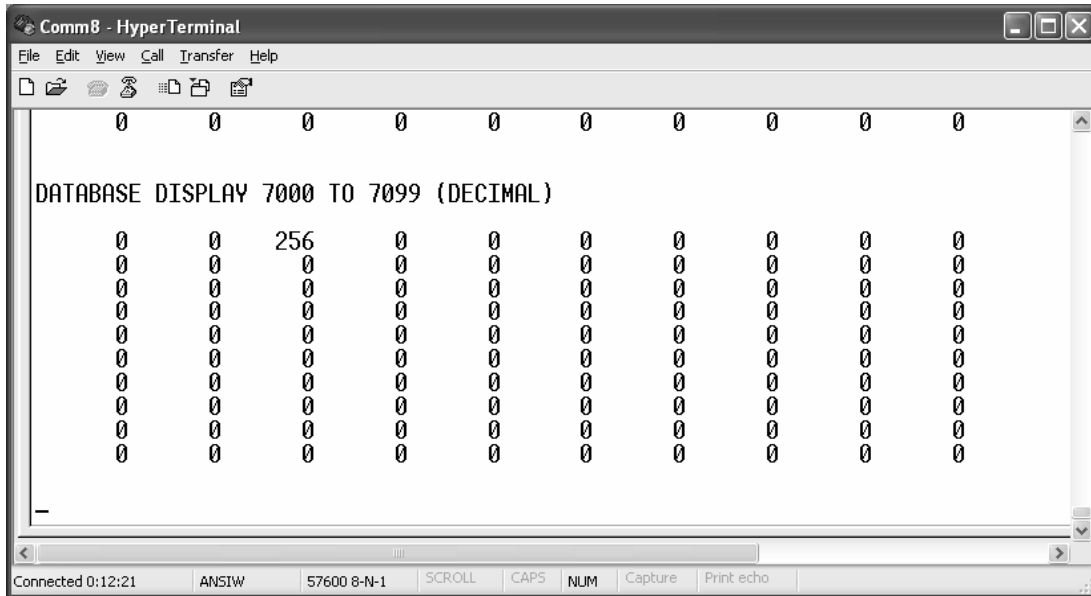 Comm8 - HyperTerminal
File Edit View Call Transfer Help
0 0 0 0 0 0 0 0 0 0
DATABASE DISPLAY 7000 TO 7099 (DECIMAL)
0 0 256 0 0 0 0 0 0 0
0 0 0 0 0 0 0 0 0 0
0 0 0 0 0 0 0 0 0 0
0 0 0 0 0 0 0 0 0 0
0 0 0 0 0 0 0 0 0 0
0 0 0 0 0 0 0 0 0 0
0 0 0 0 0 0 0 0 0 0
0 0 0 0 0 0 0 0 0 0
0 0 0 0 0 0 0 0 0 0
0 0 0 0 0 0 0 0 0 0
_
Connected 0:12:21 ANSIW 57600 8-N-1 SCROLL CAPS NUM Capture Print echo